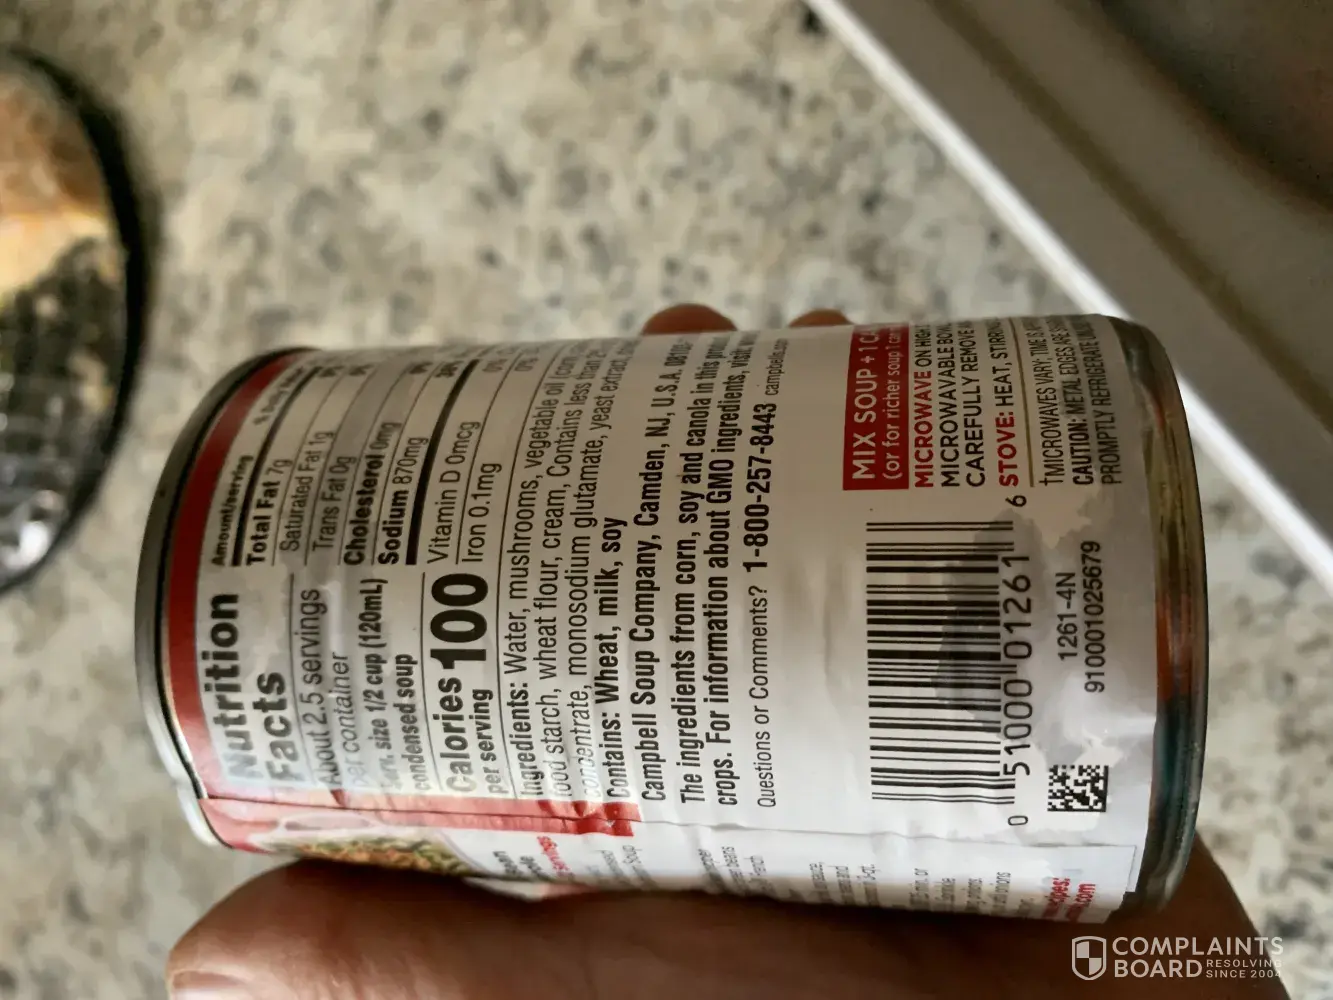 Nutrition
Facts
About 2.5 servings
per container
Serv. size 1/2 cup (120mL)
condensed soup
Calories 100
per serving
Amount/serving
Total Fat 7g
Saturated Fat 1g
Trans Fat 0g
Cholesterol 0mg
Sodium 870mg
Vitamin D 0mcg
Iron 0.1mg
Ingredients: Water, mushrooms, vegetable oil (corn,
food starch, wheat flour, cream, Contains less than 2%
concentrate, monosodium glutamate, yeast extract,
Contains: Wheat, milk, soy
Campbell Soup Company, Camden, NJ, U.S.A.
The ingredients from corn, soy and canola in this
crops. For information about GMO ingredients, visit
Questions or Comments? 1-800-257-8443 campbells.com
MIX SOUP + 1
(or for richer soup 1
MICROWAVE ON HIGH
MICROWAVABLE
CAREFULLY REMOVE
STOVE: HEAT,
†MICROWAVES VARY; TIME IS
CAUTION: METAL EDGES ARE
PROMPTLY REFRIGERATE
0 51000 01261 6
1261-4N
9100001025679
COMPLAINTS
BOARD RESOLVING
SINCE 2004